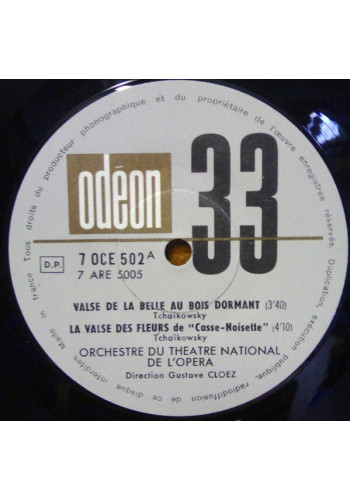 Tous droits du producteur phonographique et du propriétaire de l'œuvre enregistrée réservés. Duplication, exécution publique, radiodiffusion de ce disque interdites. Made in France
odéon
33
D.P.
7 OCE 502 A
7 ARE 5005
VALSE DE LA BELLE AU BOIS DORMANT (3'40)
Tchaïkowsky
LA VALSE DES FLEURS de "Casse-Noisette" (4'10)
Tchaïkowsky
ORCHESTRE DU THEATRE NATIONAL
DE L'OPERA
Direction Gustave CLOEZ